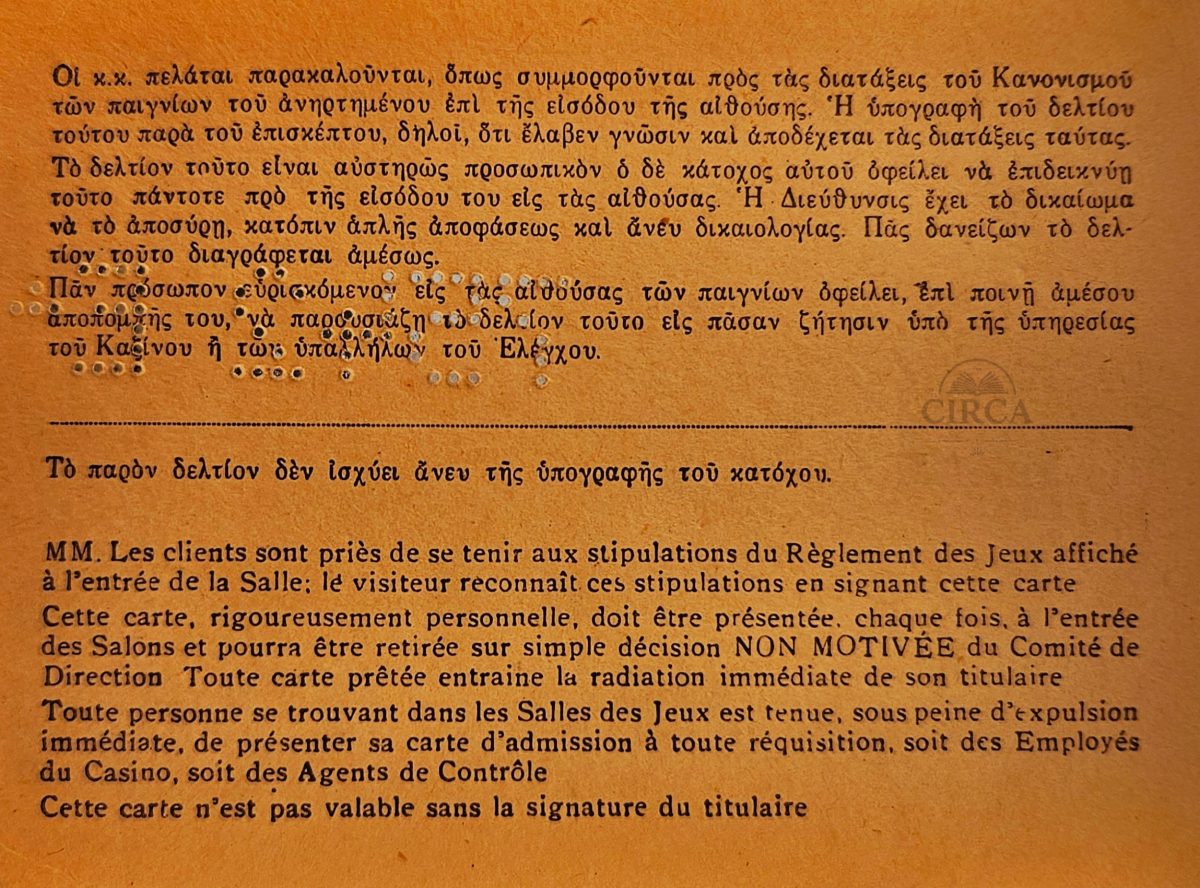 Οἱ κ.κ. πελάται παρακαλοῦνται, ὅπως συμμορφοῦνται πρὸς τὰς διατάξεις τοῦ Κανονισμοῦ
τῶν παιγνίων τοῦ ἀνηρτημένου ἐπὶ τῆς εἰσόδου τῆς αἰθούσης. Ἡ ὑπογραφὴ τοῦ δελτίου
τούτου παρὰ τοῦ ἐπισκέπτου, δηλοῖ, ὅτι ἔλαβεν γνῶσιν καὶ ἀποδέχεται τὰς διατάξεις ταύτας.
Τὸ δελτίον τοῦτο εἶναι αὐστηρῶς προσωπικὸν ὁ δὲ κάτοχος αὐτοῦ ὀφείλει νὰ ἐπιδεικνύῃ
τοῦτο πάντοτε πρὸ τῆς εἰσόδου του εἰς τὰς αἰθούσας. Ἡ Διεύθυνσις ἔχει τὸ δικαίωμα
νὰ τὸ ἀποσύρῃ, κατόπιν ἁπλῆς ἀποφάσεως καὶ ἄνευ δικαιολογίας. Πᾶς δανείζων τὸ δελ-
τίον τοῦτο διαγράφεται ἀμέσως.
Πᾶν πρόσωπον εὑρισκόμενον εἰς τὰς αἰθούσας τῶν παιγνίων ὀφείλει, ἐπὶ ποινῇ ἀμέσου
ἀποπομπῆς του, νὰ παρουσιάζῃ τὸ δελτίον τοῦτο εἰς πᾶσαν ζήτησιν ὑπὸ τῆς ὑπηρεσίας
τοῦ Καζίνου ἢ τῶν ὑπαλλήλων τοῦ Ἐλέγχου.
CIRCA
Τὸ παρὸν δελτίον δὲν ἰσχύει ἄνευ τῆς ὑπογραφῆς τοῦ κατόχου.
MM. Les clients sont priès de se tenir aux stipulations du Règlement des Jeux affiché
à l'entrée de la Salle; le visiteur reconnaît ces stipulations en signant cette carte
Cette carte, rigoureusement personnelle, doit être présentée, chaque fois, à l'entrée
des Salons et pourra être retirée sur simple décision NON MOTIVÉE du Comité de
Direction Toute carte prêtée entraine la radiation immédiate de son titulaire
Toute personne se trouvant dans les Salles des Jeux est tenue, sous peine d'expulsion
immédiate, de présenter sa carte d'admission à toute réquisition, soit des Employés
du Casino, soit des Agents de Contrôle
Cette carte n'est pas valable sans la signature du titulaire